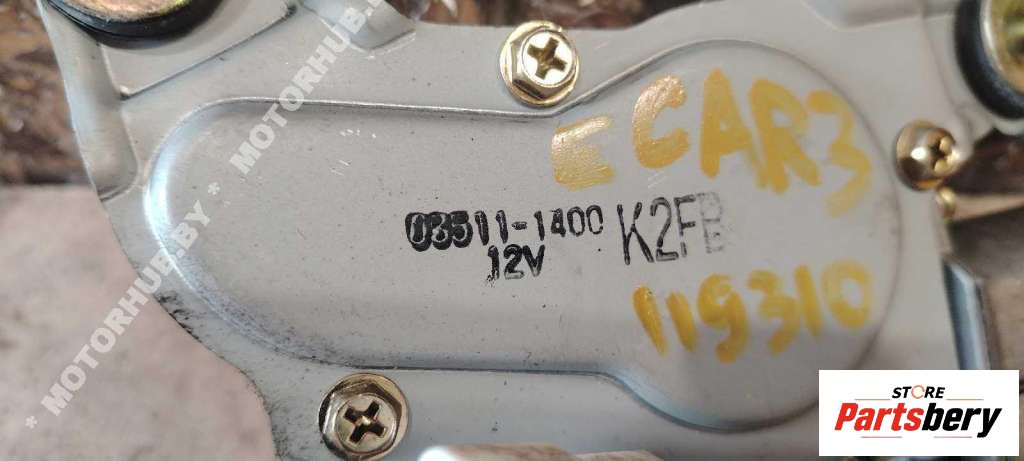 E CAR3
03511-1400 K2FB
12V
119310
* MOTORHUB.BY * MOTORHUB.BY
STORE
Partsbery